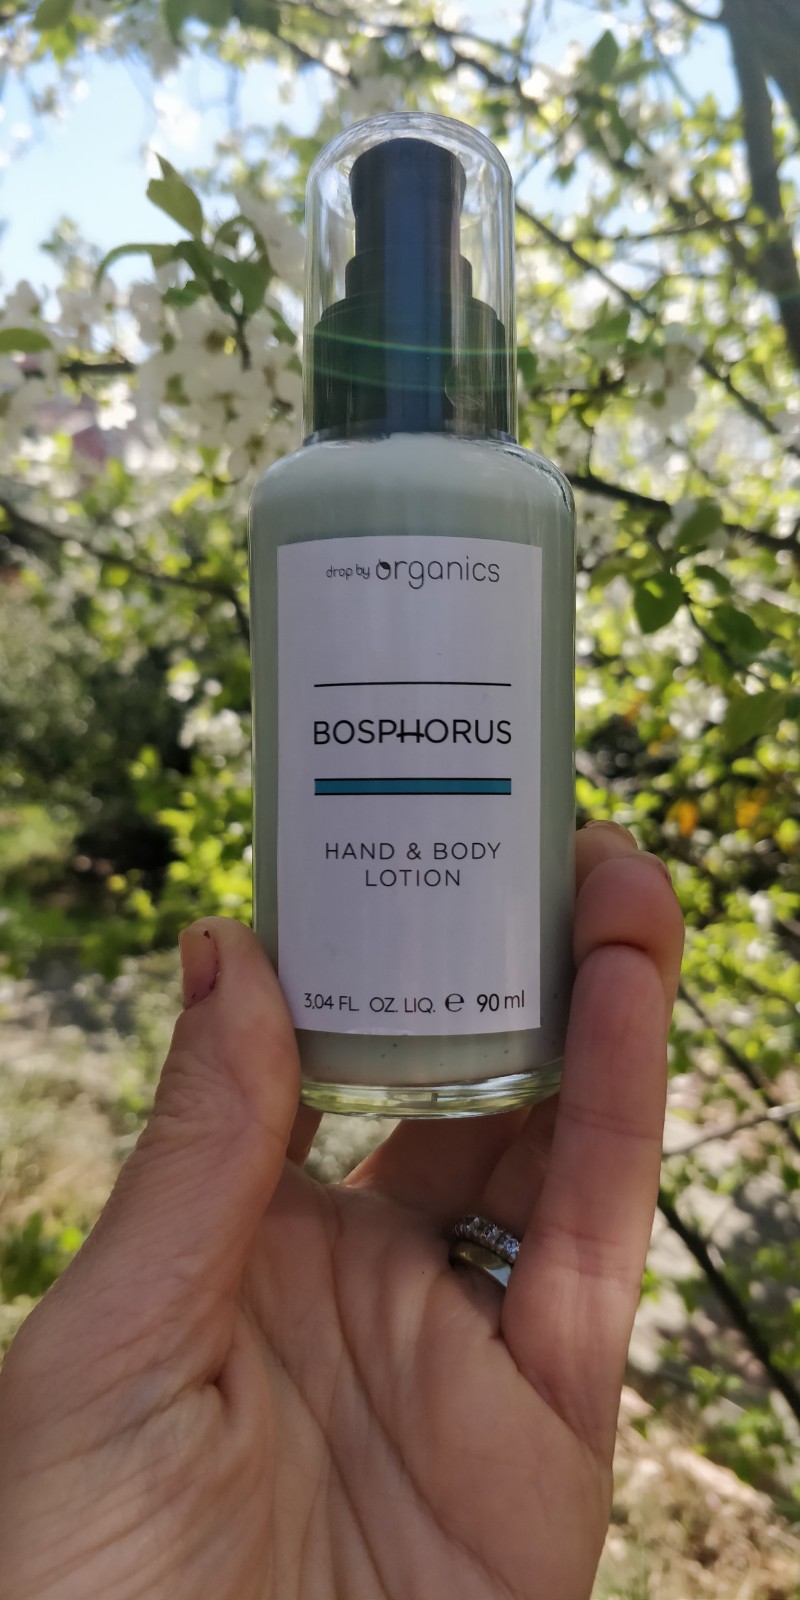 drop by organics
BOSPHORUS
HAND & BODY
LOTION
3,04 FL. OZ. LIQ. ℮ 90 ml